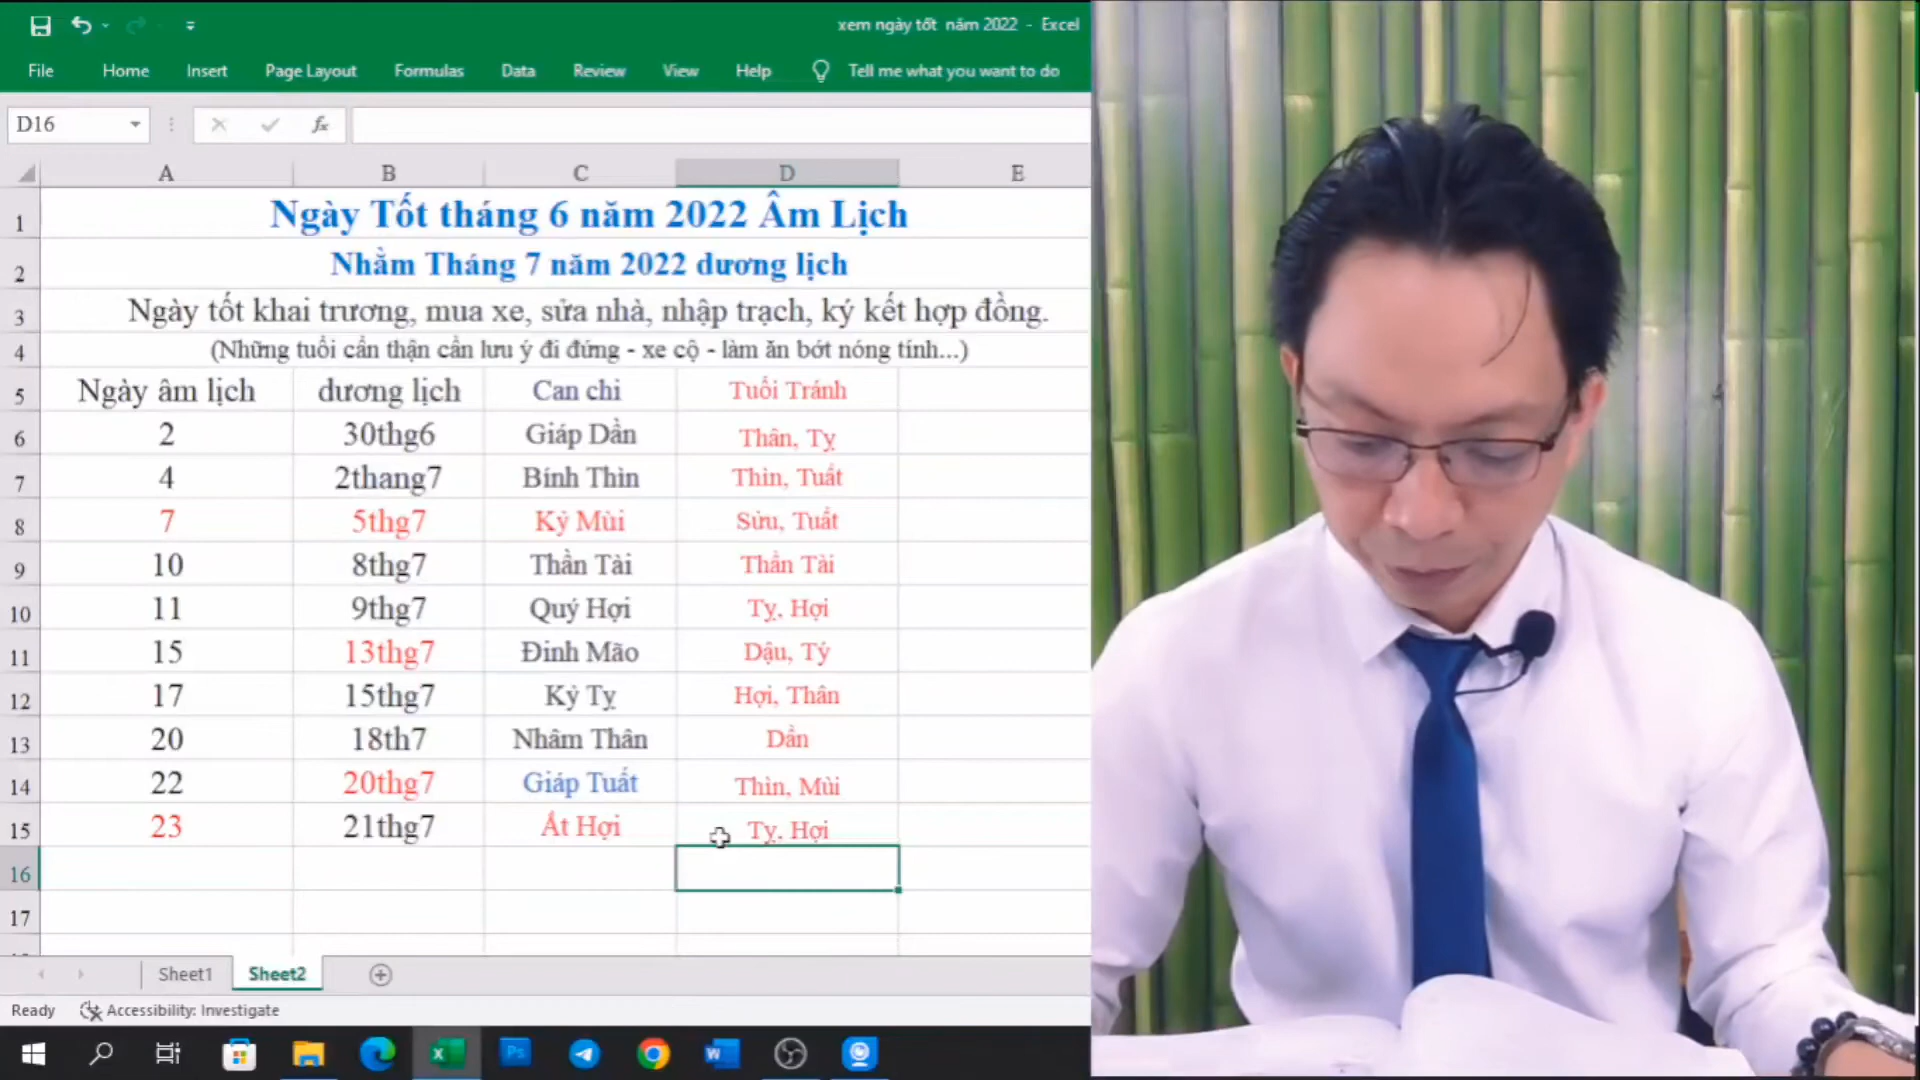 xem ngày tốt năm 2022 - Excel
File Home Insert Page Layout Formulas Data Review View Help Tell me what you want to do
D16 fx
A B C D E
1 Ngày Tốt tháng 6 năm 2022 Âm Lịch
2 Nhằm Tháng 7 năm 2022 dương lịch
3 Ngày tốt khai trương, mua xe, sửa nhà, nhập trạch, ký kết hợp đồng.
4 (Những tuổi cẩn thận cần lưu ý đi đứng - xe cộ - làm ăn bớt nóng tính...)
5 Ngày âm lịch dương lịch Can chi Tuổi Tránh
6 2 30thg6 Giáp Dần Thân, Tỵ
7 4 2thang7 Bính Thìn Thìn, Tuất
8 7 5thg7 Kỷ Mùi Sửu, Tuất
9 10 8thg7 Thần Tài Thần Tài
10 11 9thg7 Quý Hợi Tỵ, Hợi
11 15 13thg7 Đinh Mão Dậu, Tý
12 17 15thg7 Kỷ Tỵ Hợi, Thân
13 20 18th7 Nhâm Thân Dần
14 22 20thg7 Giáp Tuất Thìn, Mùi
15 23 21thg7 Ất Hợi Tỵ. Hợi
16
17
Sheet1 Sheet2
Ready Accessibility: Investigate
Ps W